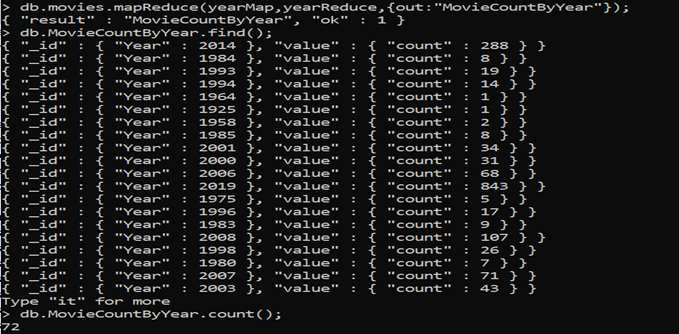 > db.movies.mapReduce(yearMap,yearReduce,{out:"MovieCountByYear"});
{ "result" : "MovieCountByYear", "ok" : 1 }
> db.MovieCountByYear.find();
{ "_id" : { "Year" : 2014 }, "value" : { "count" : 288 } }
{ "_id" : { "Year" : 1984 }, "value" : { "count" : 8 } }
{ "_id" : { "Year" : 1993 }, "value" : { "count" : 19 } }
{ "_id" : { "Year" : 1994 }, "value" : { "count" : 14 } }
{ "_id" : { "Year" : 1964 }, "value" : { "count" : 1 } }
{ "_id" : { "Year" : 1925 }, "value" : { "count" : 1 } }
{ "_id" : { "Year" : 1958 }, "value" : { "count" : 2 } }
{ "_id" : { "Year" : 1985 }, "value" : { "count" : 8 } }
{ "_id" : { "Year" : 2001 }, "value" : { "count" : 34 } }
{ "_id" : { "Year" : 2000 }, "value" : { "count" : 31 } }
{ "_id" : { "Year" : 2006 }, "value" : { "count" : 68 } }
{ "_id" : { "Year" : 2019 }, "value" : { "count" : 843 } }
{ "_id" : { "Year" : 1975 }, "value" : { "count" : 5 } }
{ "_id" : { "Year" : 1996 }, "value" : { "count" : 17 } }
{ "_id" : { "Year" : 1983 }, "value" : { "count" : 9 } }
{ "_id" : { "Year" : 2008 }, "value" : { "count" : 107 } }
{ "_id" : { "Year" : 1998 }, "value" : { "count" : 26 } }
{ "_id" : { "Year" : 1980 }, "value" : { "count" : 7 } }
{ "_id" : { "Year" : 2007 }, "value" : { "count" : 71 } }
{ "_id" : { "Year" : 2003 }, "value" : { "count" : 43 } }
Type "it" for more
> db.MovieCountByYear.count();
72